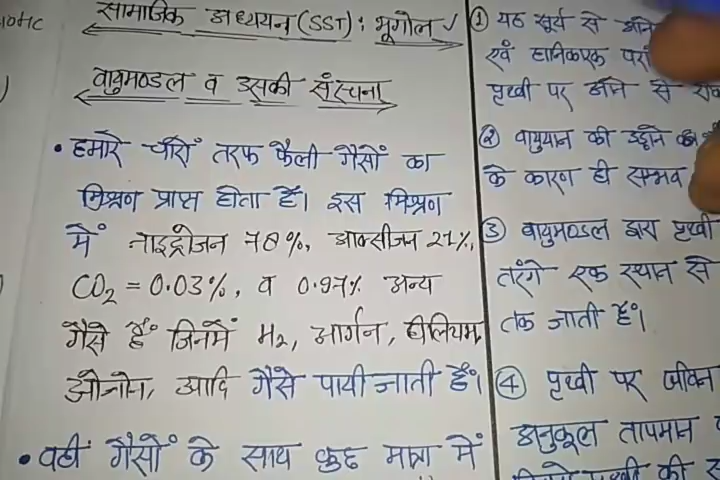 सामाजिक अध्ययन (SST) : भूगोल
वायुमण्डल व उसकी संरचना
• हमारे चारों तरफ फैली गैसों का
मिश्रण प्राप्त होता है। इस मिश्रण
में नाइट्रोजन 78%, आक्सीजन 21%,
CO2 = 0.03%, व 0.97% अन्य
गैसे हैं जिनमें H2, आर्गन, हीलियम,
ओजोन, आदि गैसे पायी जाती हैं।
• वहीं गैसों के साथ कुछ मात्रा में
① यह सूर्य से
एवं हानिकारक
पृथ्वी पर आने से
② वायुयान की उड़ाने
के कारण ही सम्भव
③ वायुमण्डल द्वारा पृथ्वी
तरंगे एक स्थान से
तक जाती हैं।
④ पृथ्वी पर जीवन
अनुकूल तापमान
पृथ्वी की